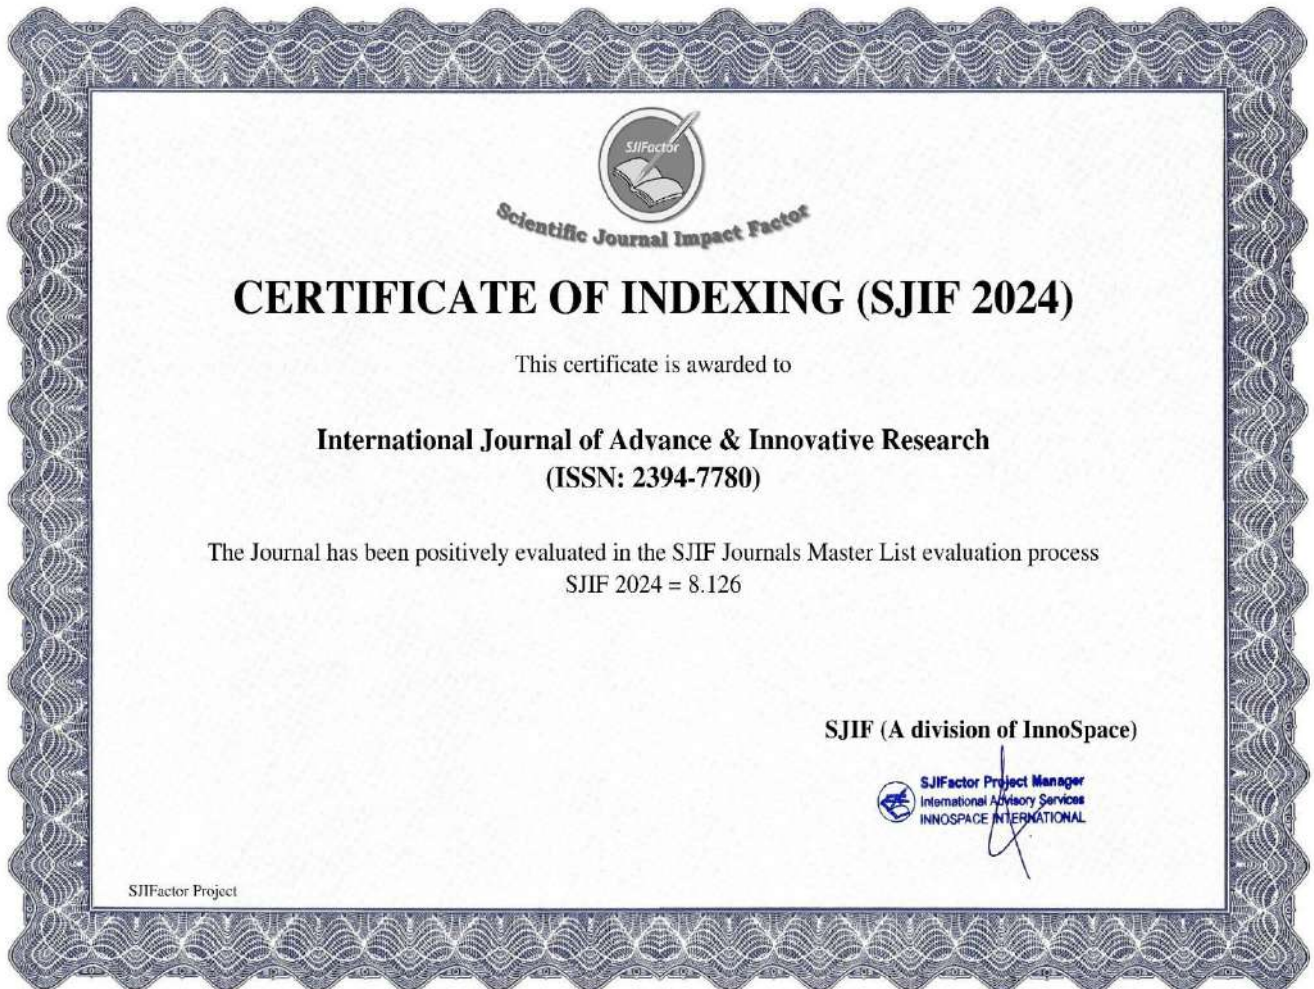 SJIFactor
Scientific Journal Impact Factor
CERTIFICATE OF INDEXING (SJIF 2024)
This certificate is awarded to
International Journal of Advance & Innovative Research
(ISSN: 2394-7780)
The Journal has been positively evaluated in the SJIF Journals Master List evaluation process
SJIF 2024 = 8.126
SJIF (A division of InnoSpace)
SJIFactor Project Manager
International Advisory Services
INNOSPACE INTERNATIONAL
SJIFactor Project